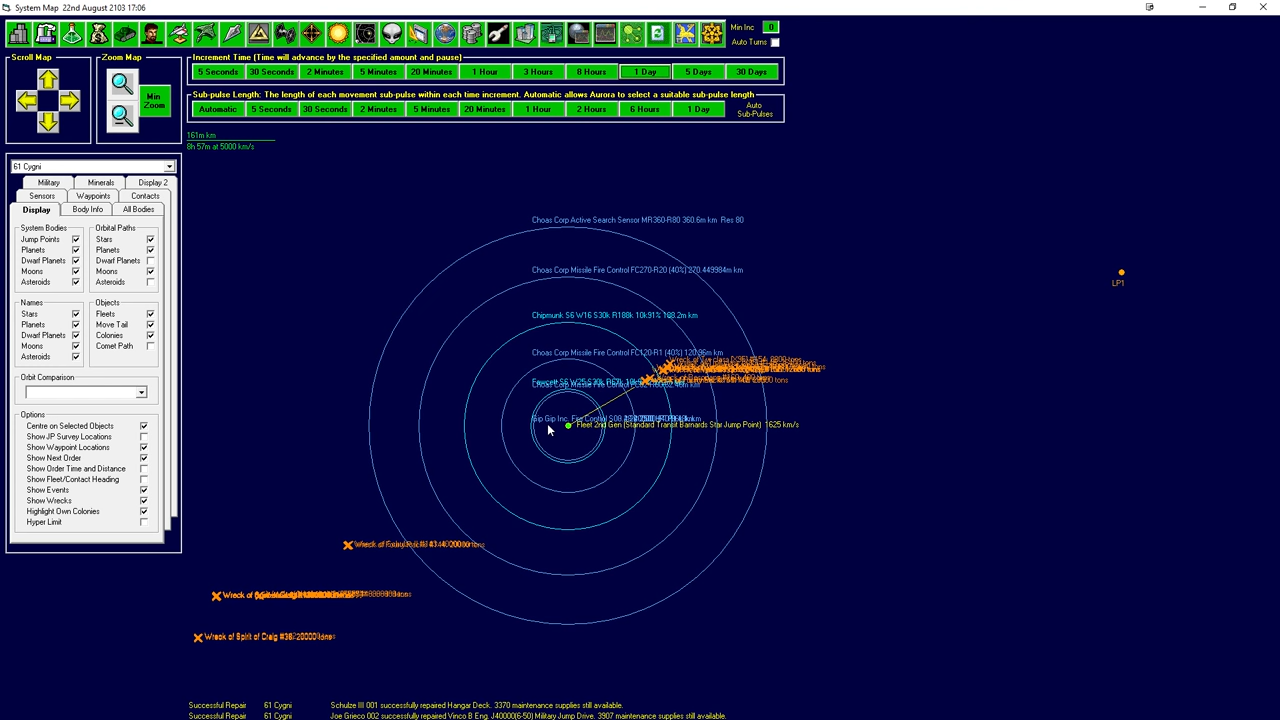 System Map   22nd August 2103 17:06
Min Inc 0
Auto Turns
Scroll Map
Zoom Map
Min Zoom
Increment Time (Time will advance by the specified amount and pause)
5 Seconds 30 Seconds 2 Minutes 5 Minutes 20 Minutes 1 Hour 3 Hours 8 Hours 1 Day 5 Days 30 Days
Sub-pulse Length: The length of each movement sub-pulse within each time increment. Automatic allows Aurora to select a suitable sub-pulse length
Automatic 5 Seconds 30 Seconds 2 Minutes 5 Minutes 20 Minutes 1 Hour 2 Hours 6 Hours 1 Day
Auto Sub-Pulses
161m km
8h 57m at 5000 km/s
61 Cygni
Military Minerals Display 2
Sensors Waypoints Contacts
Display Body Info All Bodies
System Bodies
Jump Points
Planets
Dwarf Planets
Moons
Asteroids
Orbital Paths
Stars
Planets
Dwarf Planets
Moons
Asteroids
Names
Stars
Planets
Dwarf Planets
Moons
Asteroids
Objects
Fleets
Move Tail
Colonies
Comet Path
Orbit Comparison
Options
Centre on Selected Objects
Show JP Survey Locations
Show Waypoint Locations
Show Next Order
Show Order Time and Distance
Show Fleet/Contact Heading
Show Events
Show Wrecks
Highlight Own Colonies
Hyper Limit
Choas Corp Active Search Sensor MR360-R80 360.6m km  Res 80
Choas Corp Missile Fire Control FC270-R20 (40%) 270.449984m km
Chipmunk S6 W16 S30k R188k 10k91% 188.2m km
Choas Corp Missile Fire Control FC120-R1 (40%) 120.96m km
Fleet 2nd Gen (Standard Transit Barnards Star Jump Point)  1625 km/s
LP1
Wreck of
Wreck of
Wreck of Spirit of Craig #36: 20000 tons
Successful Repair 61 Cygni Schulze III 001 successfully repaired Hangar Deck. 3370 maintenance supplies still available.
Successful Repair 61 Cygni Joe Grieco 002 successfully repaired Vinco B Eng. J40000(6-50) Military Jump Drive. 3907 maintenance supplies still available.